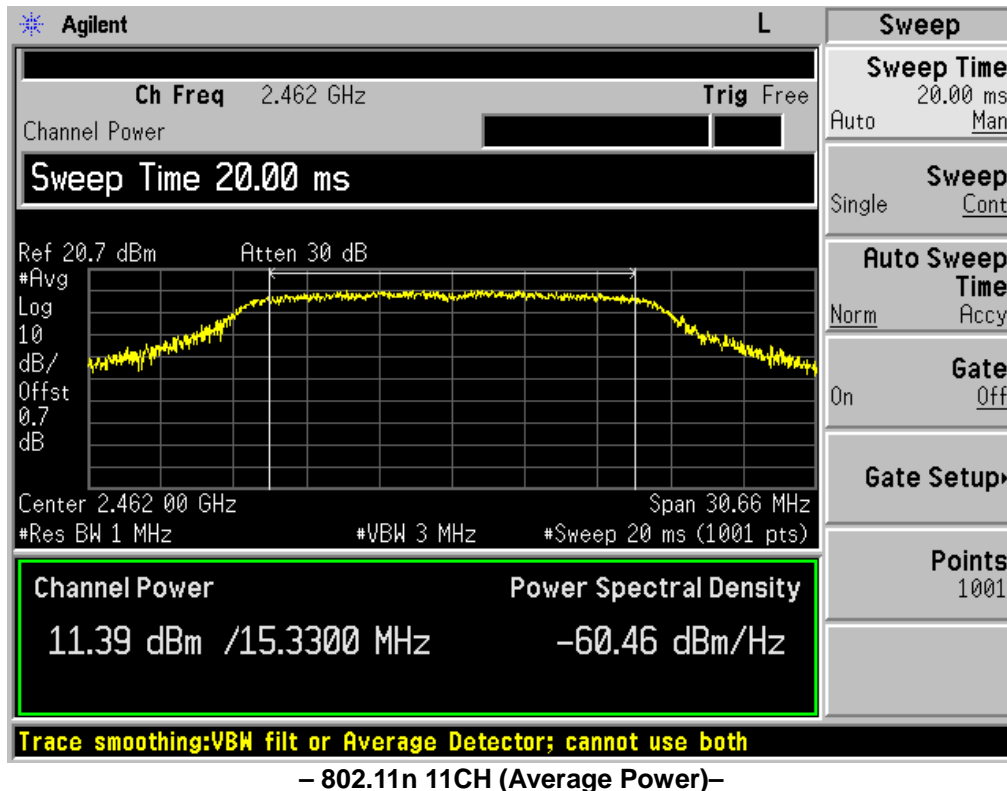 Agilent L Sweep
Sweep Time
20.00 ms
Auto Man
Ch Freq 2.462 GHz Trig Free
Channel Power
Sweep Time 20.00 ms
Sweep
Single Cont
Ref 20.7 dBm Atten 30 dB
#Avg
Log
10
dB/
Offst
0.7
dB
Auto Sweep
Time
Norm Accy
Gate
On Off
Gate Setup
Center 2.462 00 GHz Span 30.66 MHz
#Res BW 1 MHz #VBW 3 MHz #Sweep 20 ms (1001 pts)
Points
1001
Channel Power Power Spectral Density
11.39 dBm /15.3300 MHz -60.46 dBm/Hz
Trace smoothing:VBW filt or Average Detector; cannot use both
– 802.11n 11CH (Average Power)–